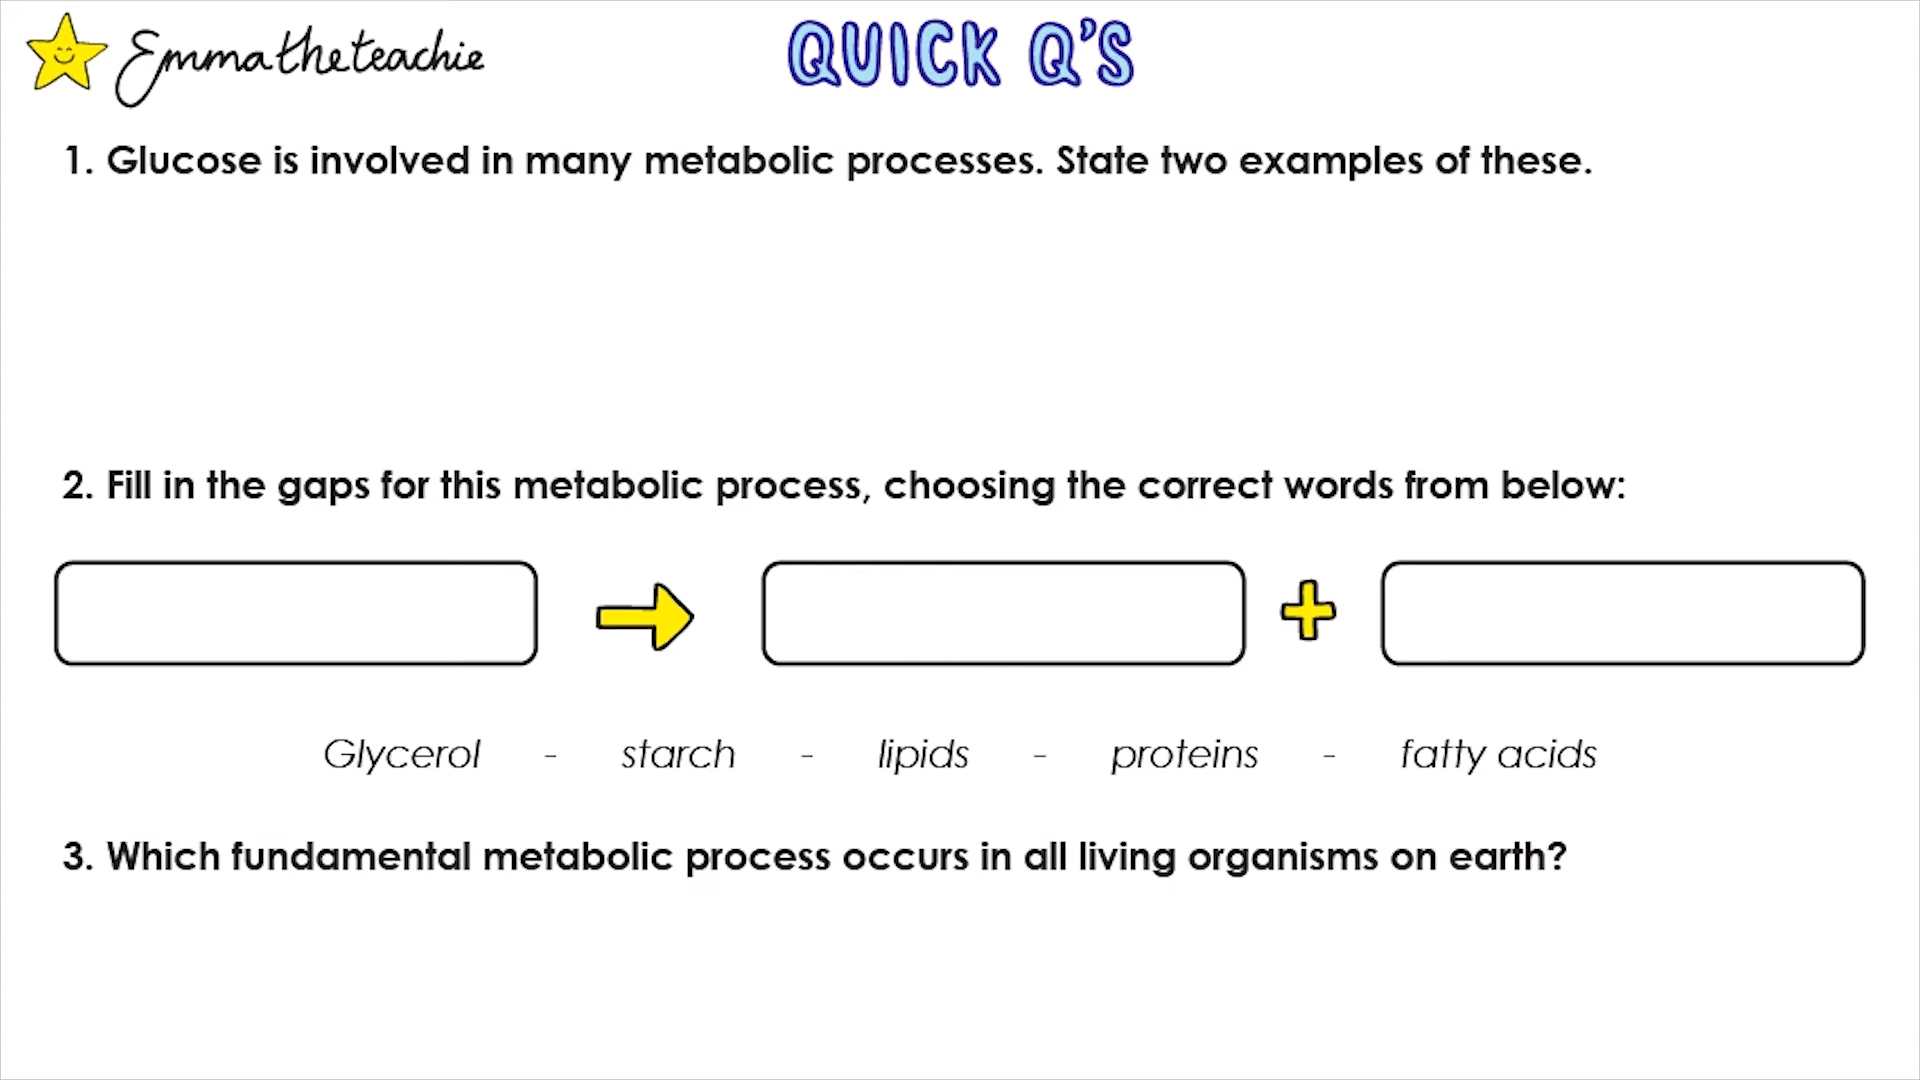 Emmatheteachie
QUICK Q'S
1. Glucose is involved in many metabolic processes. State two examples of these.
2. Fill in the gaps for this metabolic process, choosing the correct words from below:
Glycerol - starch - lipids - proteins - fatty acids
3. Which fundamental metabolic process occurs in all living organisms on earth?